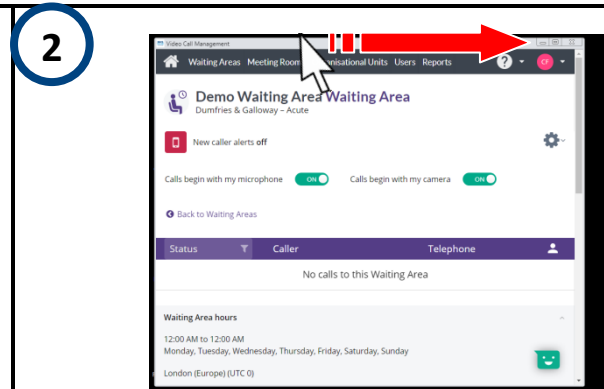 2
Video Call Management
Waiting Areas Meeting Room Organisational Units Users Reports ? CF
Demo Waiting Area Waiting Area
Dumfries & Galloway – Acute
New caller alerts off
Calls begin with my microphone ON Calls begin with my camera ON
Back to Waiting Areas
Status Caller Telephone
No calls to this Waiting Area
Waiting Area hours
12:00 AM to 12:00 AM
Monday, Tuesday, Wednesday, Thursday, Friday, Saturday, Sunday
London (Europe) (UTC 0)